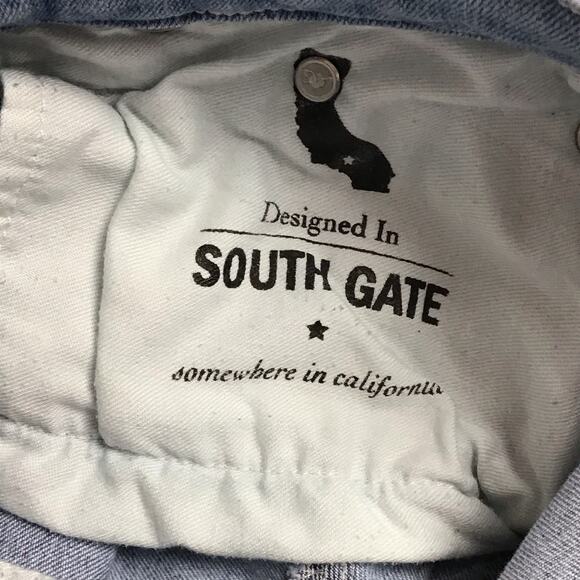 Designed In
SOUTH GATE
somewhere in california